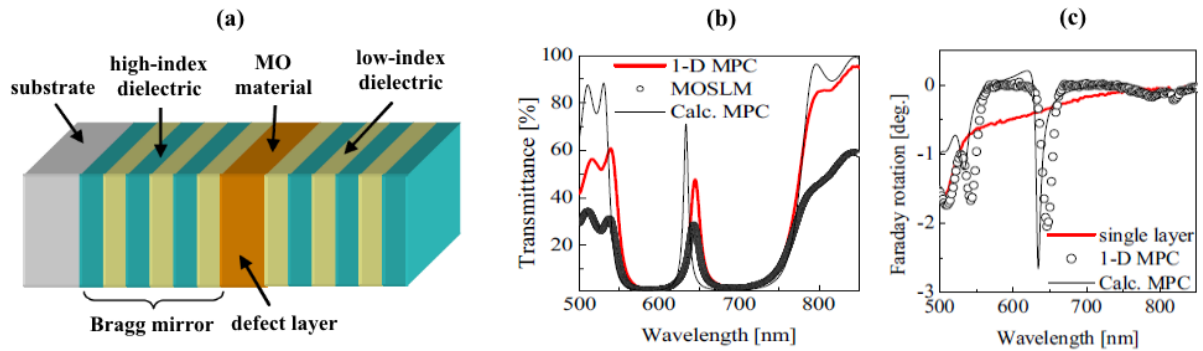 (a)
substrate
high-index
dielectric
MO
material
low-index
dielectric
Bragg mirror
defect layer
(b)
Transmittance [%]
100
80
60
40
20
1-D MPC
MOSLM
Calc. MPC
500
600
700
800
Wavelength [nm]
(c)
Faraday rotation [deg.]
0
-1
-2
-3
single layer
1-D MPC
Calc. MPC
500
600
700
800
Wavelength [nm]